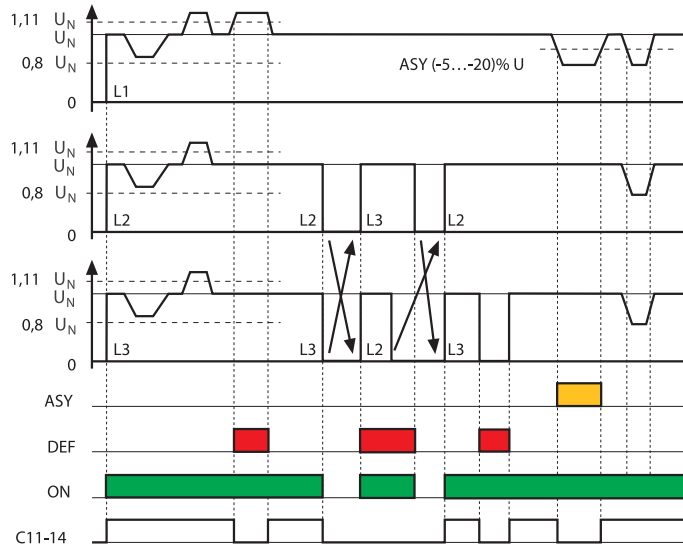 1,11 U_N
U_N
0,8 U_N
ASY (-5...-20)% U
0
L1
1,11 U_N
U_N
0,8 U_N
L2 L2 L3 L2
0
1,11 U_N
U_N
0,8 U_N
L3 L3 L2 L3
0
ASY
DEF
ON
C11-14